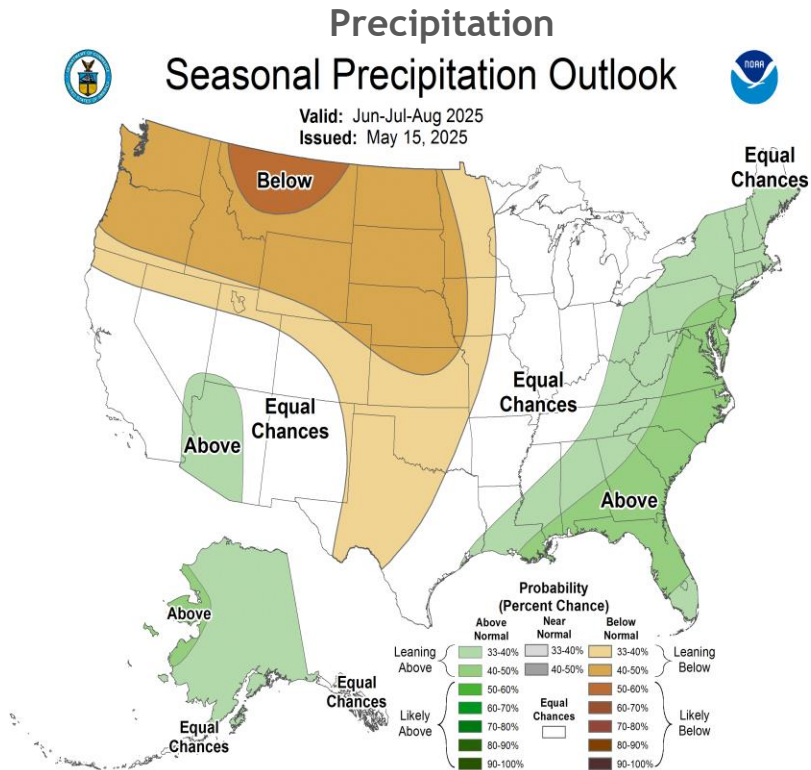 Precipitation
NOAA
Seasonal Precipitation Outlook
Valid: Jun-Jul-Aug 2025
Issued: May 15, 2025
Equal
Chances
Below
Equal
Chances
Equal
Chances
Above
Above
Above
Equal
Chances
Equal
Chances
Probability
(Percent Chance)
Above
Normal
Near
Normal
Below
Normal
Leaning
Above
33-40%
33-40%
33-40%
Leaning
Below
40-50%
40-50%
40-50%
Likely
Above
50-60%
60-70%
70-80%
80-90%
90-100%
Equal
Chances
50-60%
60-70%
70-80%
80-90%
90-100%
Likely
Below